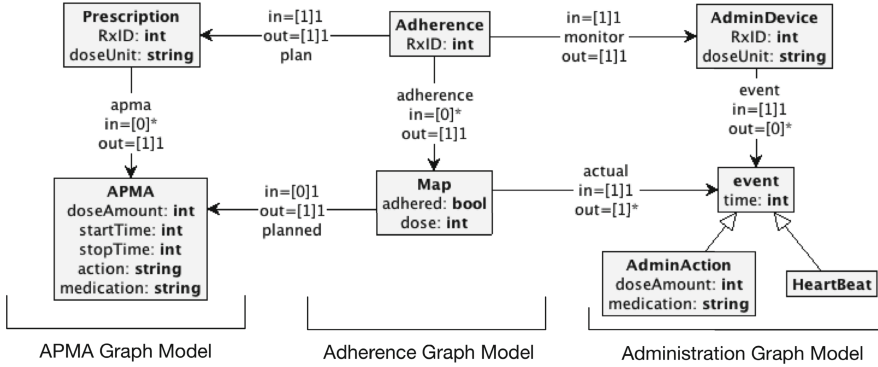 Prescription
RxID: int
doseUnit: string
in=[1]1
out=[1]1
plan
Adherence
RxID: int
in=[1]1
monitor
out=[1]1
AdminDevice
RxID: int
doseUnit: string
apma
in=[0]*
out=[1]1
adherence
in=[0]*
out=[1]1
event
in=[1]1
out=[0]*
APMA
doseAmount: int
startTime: int
stopTime: int
action: string
medication: string
in=[0]1
out=[1]1
planned
Map
adhered: bool
dose: int
actual
in=[1]1
out=[1]*
event
time: int
AdminAction
doseAmount: int
medication: string
HeartBeat
APMA Graph Model
Adherence Graph Model
Administration Graph Model